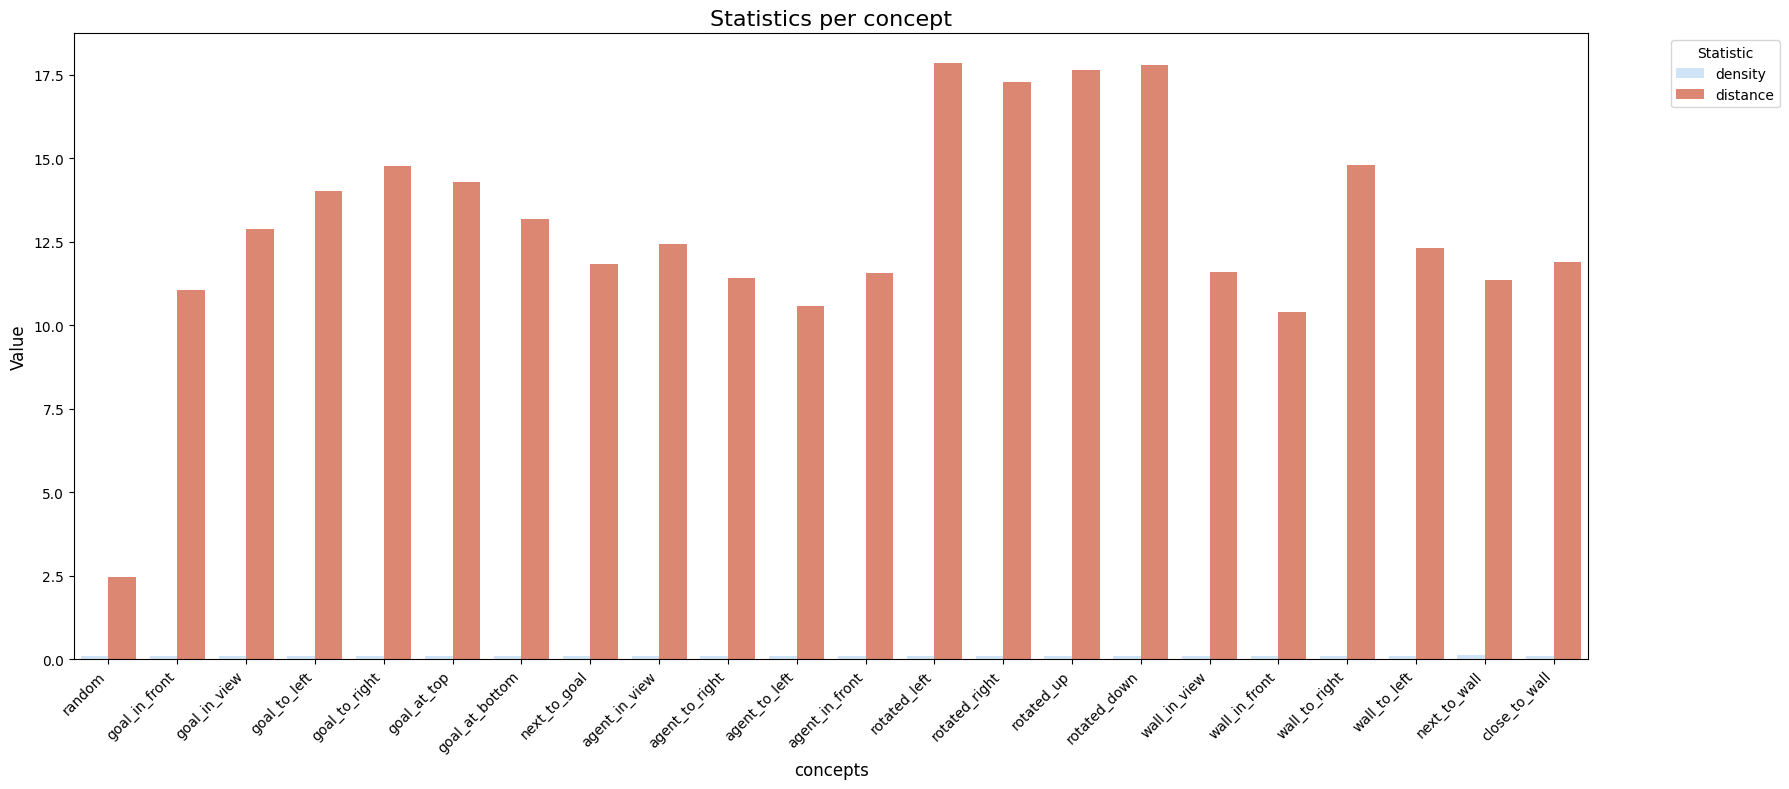 Statistics per concept
Statistic
density
distance
Value
17.5
15.0
12.5
10.0
7.5
5.0
2.5
0.0
random
goal_in_front
goal_in_view
goal_to_left
goal_to_right
goal_at_top
goal_at_bottom
next_to_goal
agent_in_view
agent_to_right
agent_to_left
agent_in_front
rotated_left
rotated_right
rotated_up
rotated_down
wall_in_view
wall_in_front
wall_to_right
wall_to_left
next_to_wall
close_to_wall
concepts